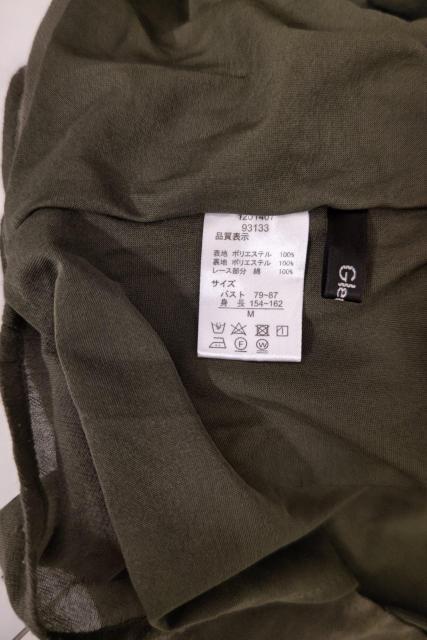 1201407
93133
品質表示
表地 ポリエステル 100%
裏地 ポリエステル 100%
レース部分 綿 100%
サイズ
バスト 79~87
身 長 154~162
M
F W